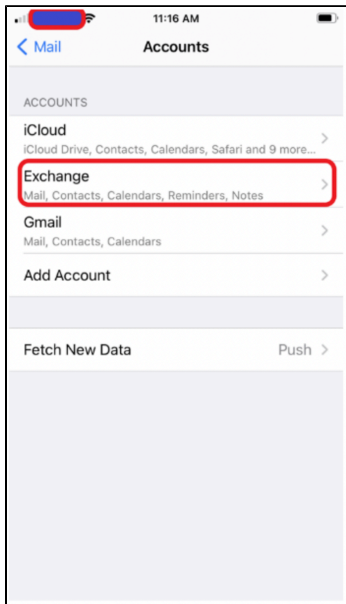 11:16 AM
Mail
Accounts
ACCOUNTS
iCloud
iCloud Drive, Contacts, Calendars, Safari and 9 more...
Exchange
Mail, Contacts, Calendars, Reminders, Notes
Gmail
Mail, Contacts, Calendars
Add Account
Fetch New Data
Push